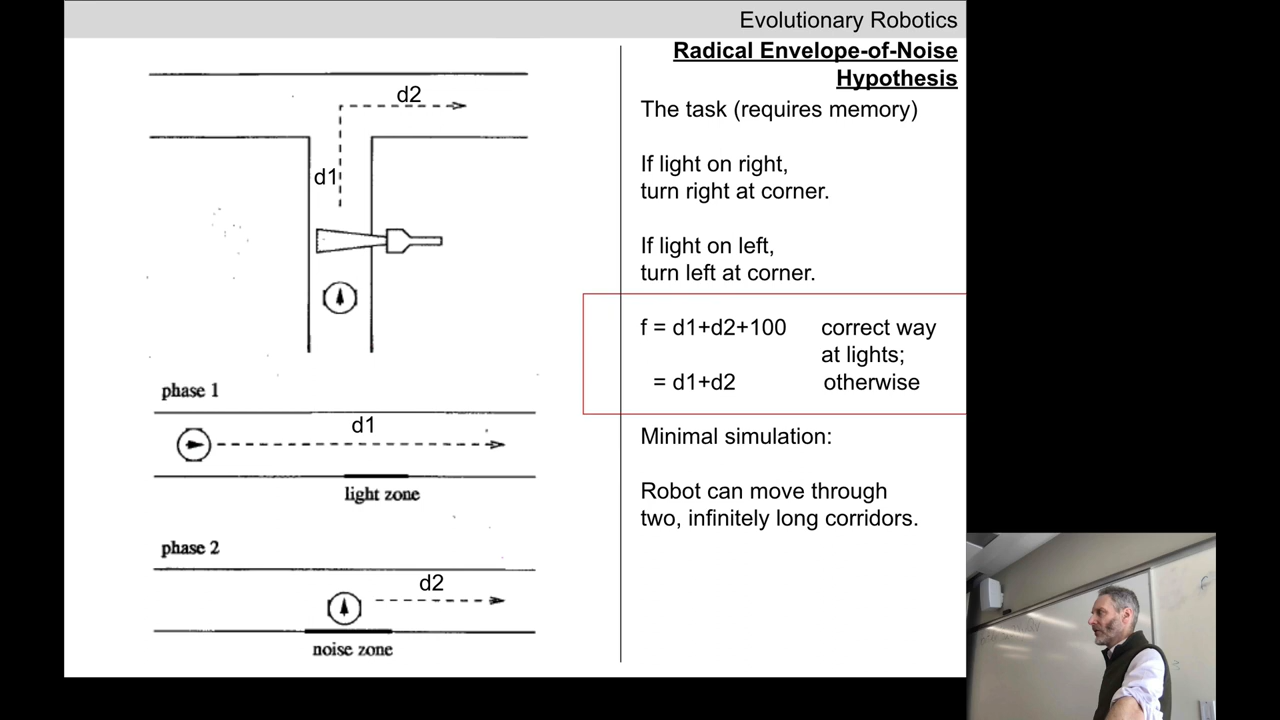 Evolutionary Robotics
Radical Envelope-of-Noise
Hypothesis
d2
d1
phase 1
d1
light zone
phase 2
d2
noise zone
The task (requires memory)
If light on right,
turn right at corner.
If light on left,
turn left at corner.
f = d1+d2+100 correct way
at lights;
= d1+d2 otherwise
Minimal simulation:
Robot can move through
two, infinitely long corridors.